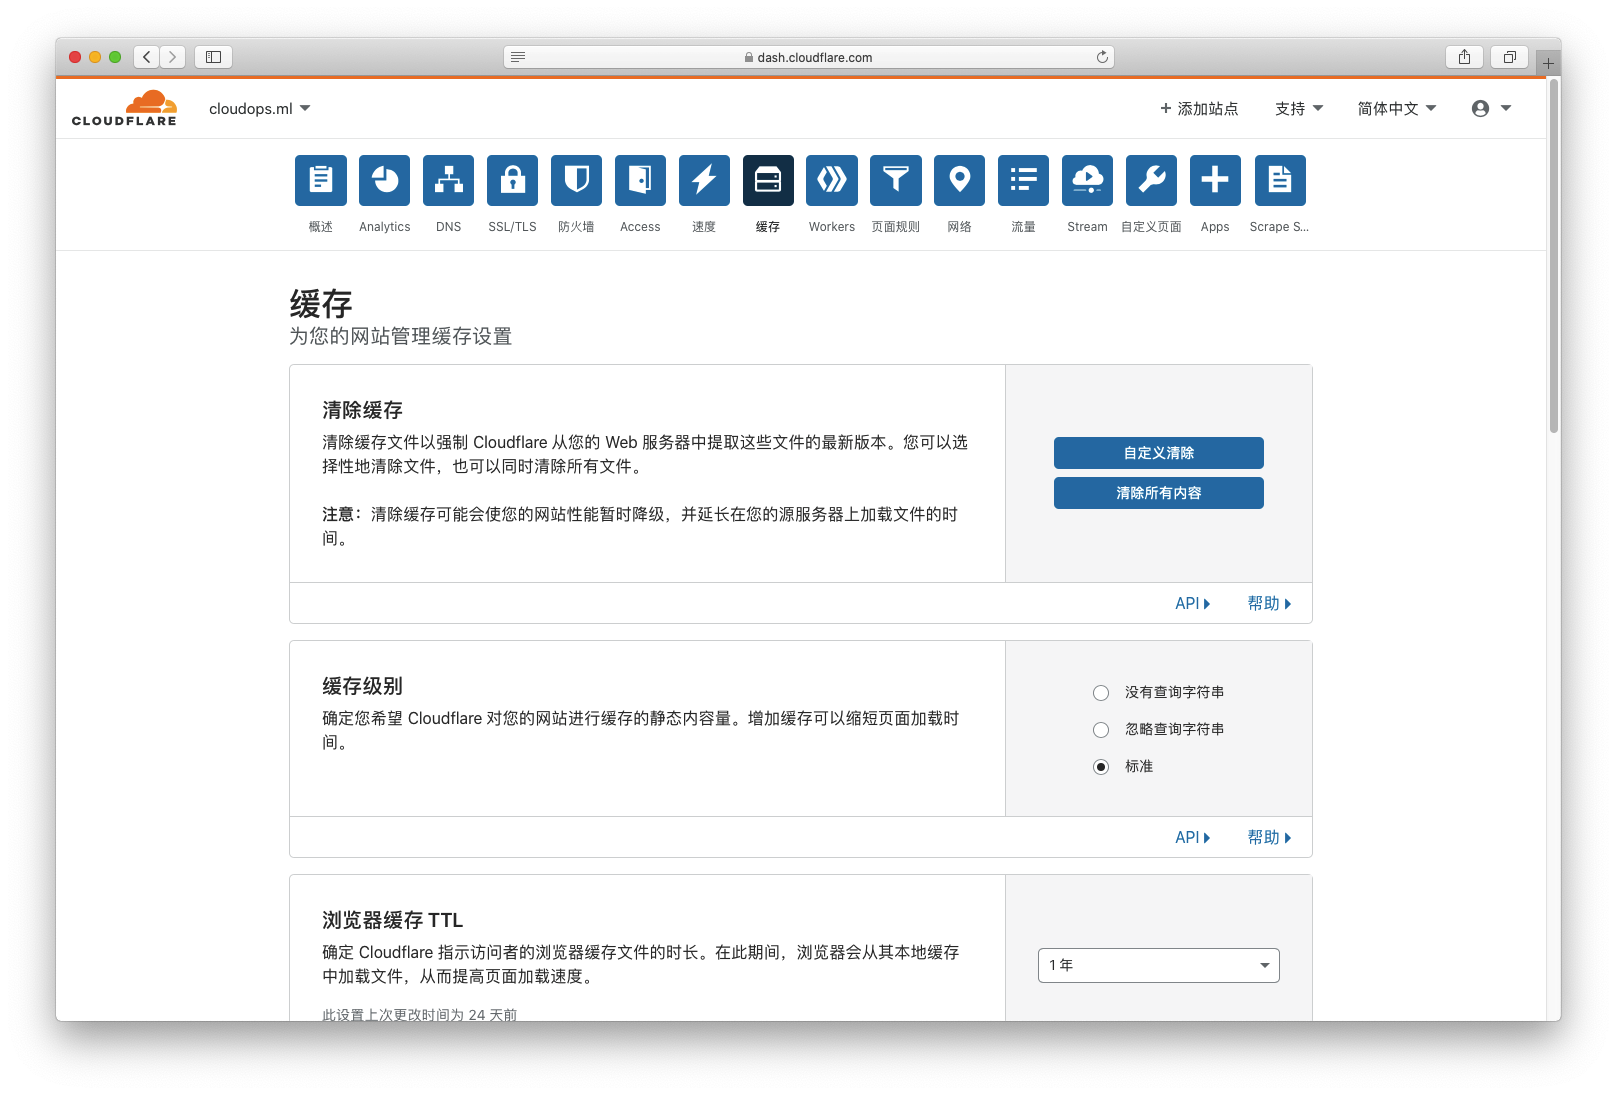 dash.cloudflare.com
CLOUDFLARE
cloudops.ml
+ 添加站点
支持
简体中文
概述
Analytics
DNS
SSL/TLS
防火墙
Access
速度
缓存
Workers
页面规则
网络
流量
Stream
自定义页面
Apps
Scrape S...
缓存
为您的网站管理缓存设置
清除缓存
清除缓存文件以强制 Cloudflare 从您的 Web 服务器中提取这些文件的最新版本。您可以选
择性地清除文件，也可以同时清除所有文件。
注意：清除缓存可能会使您的网站性能暂时降级，并延长在您的源服务器上加载文件的时
间。
自定义清除
清除所有内容
API
帮助
缓存级别
确定您希望 Cloudflare 对您的网站进行缓存的静态内容量。增加缓存可以缩短页面加载时
间。
没有查询字符串
忽略查询字符串
标准
API
帮助
浏览器缓存 TTL
确定 Cloudflare 指示访问者的浏览器缓存文件的时长。在此期间，浏览器会从其本地缓存
中加载文件，从而提高页面加载速度。
1 年
此设置上次更改时间为 24 天前